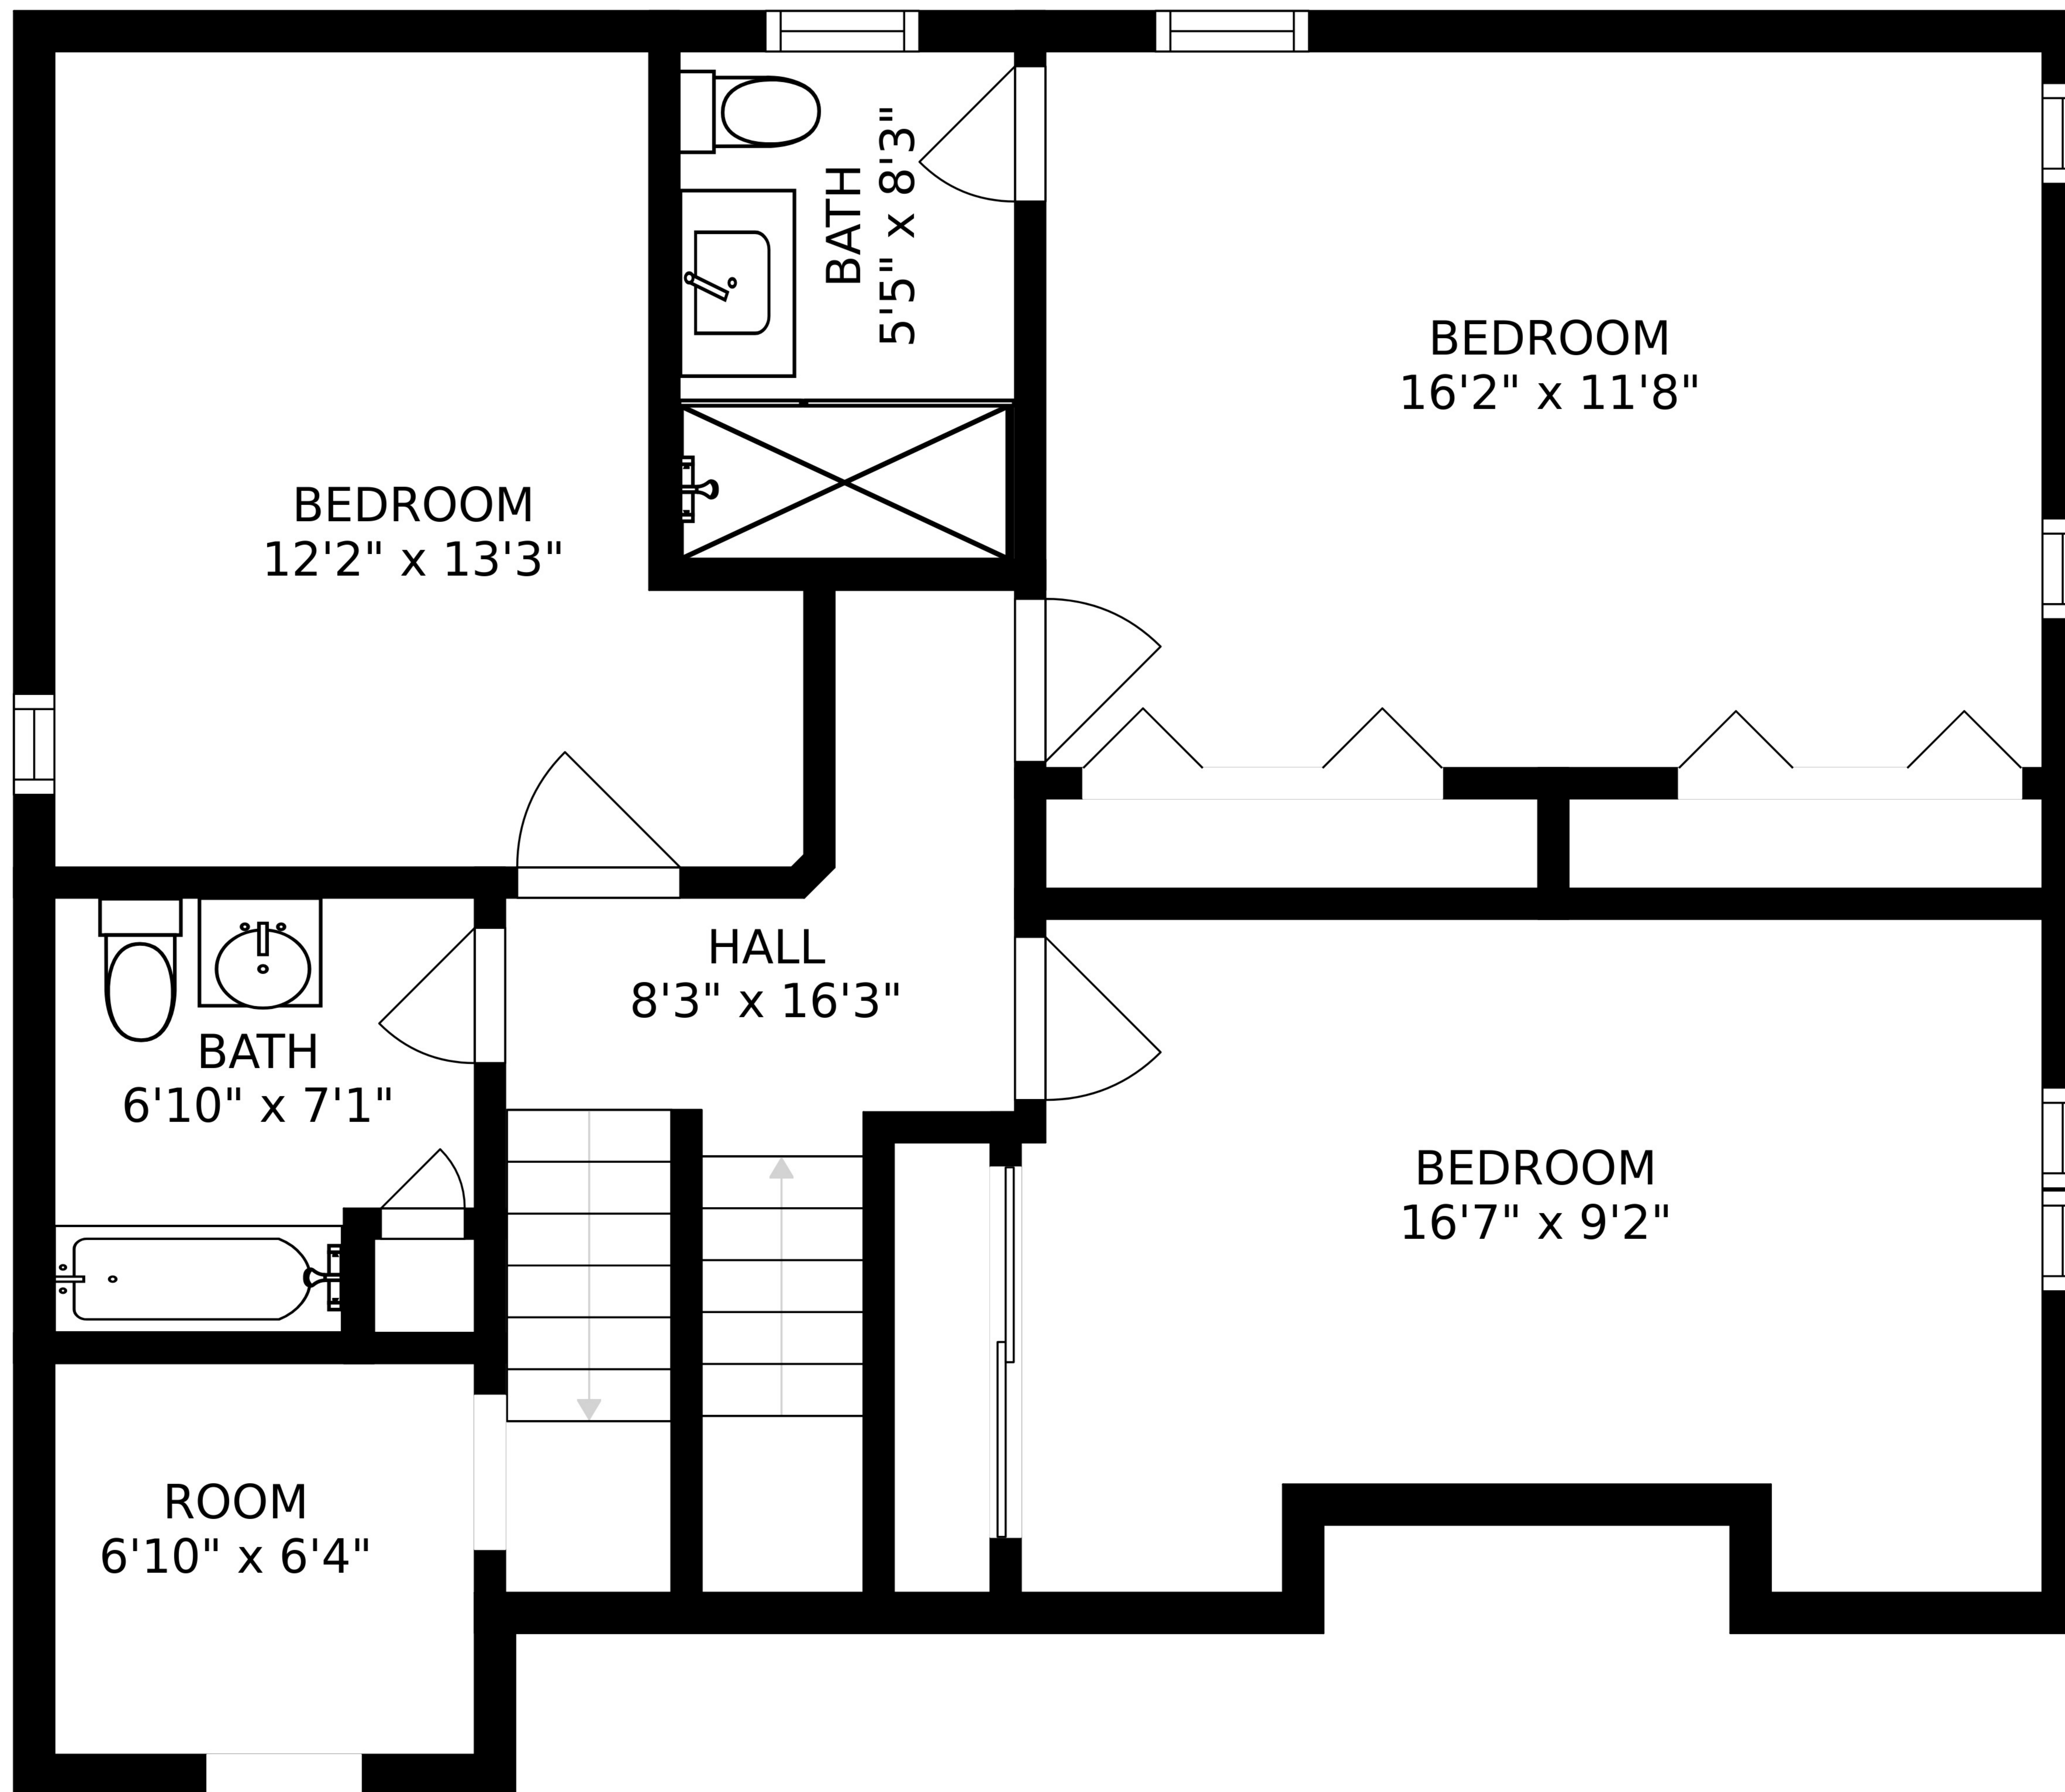 BATH
5'5" x 8'3"
BEDROOM
16'2" x 11'8"
BEDROOM
12'2" x 13'3"
HALL
8'3" x 16'3"
BATH
6'10" x 7'1"
BEDROOM
16'7" x 9'2"
ROOM
6'10" x 6'4"